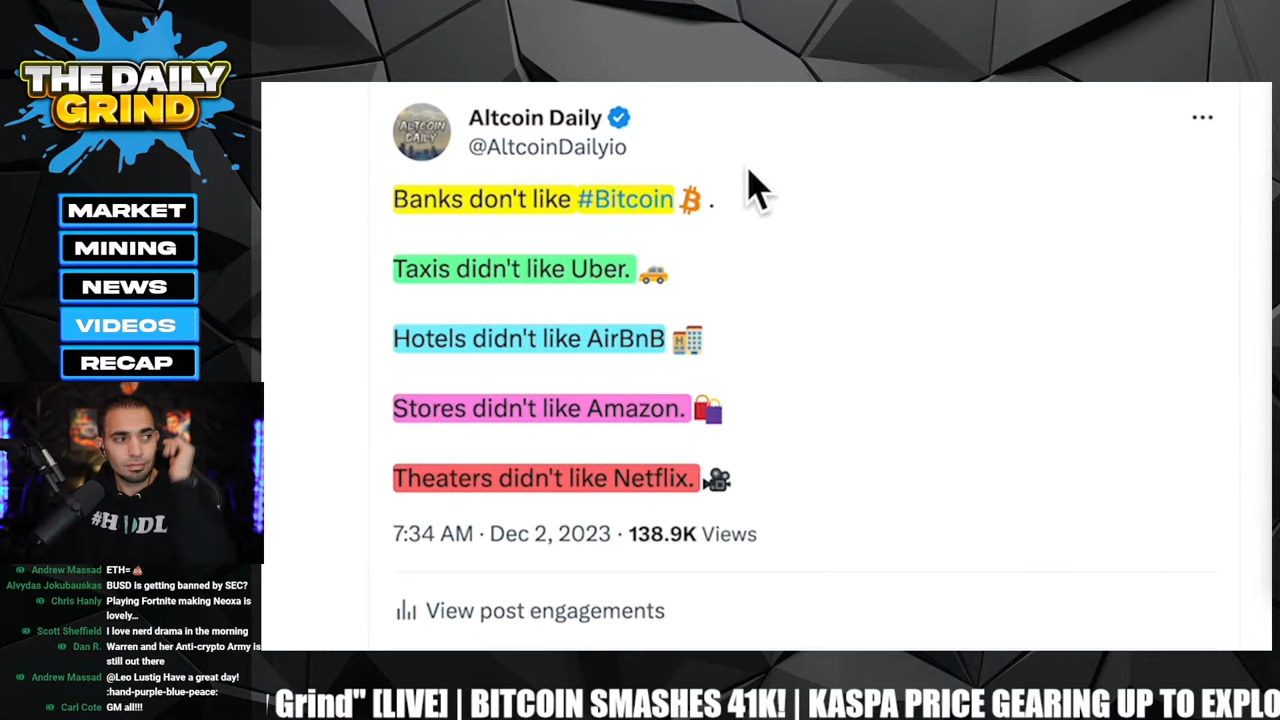 THE DAILY
GRIND
MARKET
MINING
NEWS
VIDEOS
RECAP
ALTCOIN
DAILY
Altcoin Daily
@AltcoinDailyio
Banks don't like #Bitcoin .
Taxis didn't like Uber.
Hotels didn't like AirBnB
Stores didn't like Amazon.
Theaters didn't like Netflix.
7:34 AM · Dec 2, 2023 · 138.9K Views
View post engagements
Andrew Massad ETH=💩
Alvydas Jokubauskas BUSD is getting banned by SEC?
Chris Hanly Playing Fortnite making Neoxa is
lovely...
Scott Sheffield I love nerd drama in the morning
Dan R. Warren and her Anti-crypto Army is
still out there
Andrew Massad @Leo Lustig Have a great day!
:hand-purple-blue-peace:
Carl Cote GM all!!!
Grind" [LIVE] | BITCOIN SMASHES 41K! | KASPA PRICE GEARING UP TO EXPLO